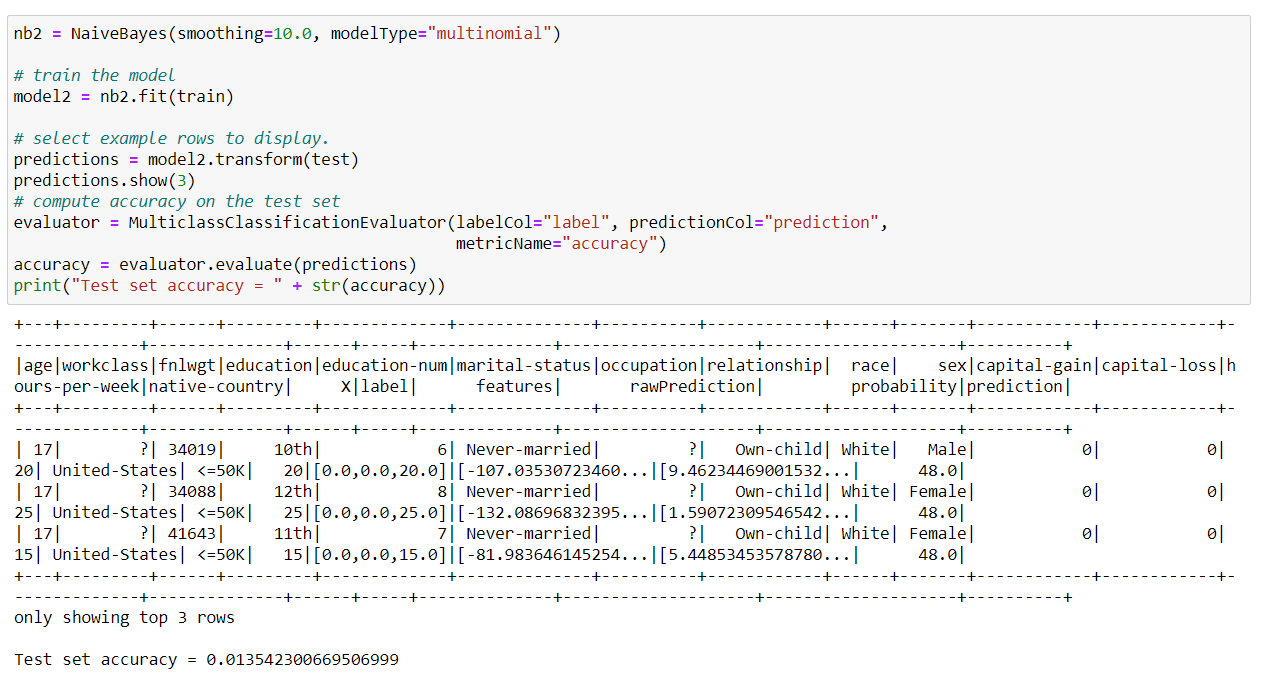 nb2 = NaiveBayes(smoothing=10.0, modelType="multinomial")
# train the model
model2 = nb2.fit(train)
# select example rows to display.
predictions = model2.transform(test)
predictions.show(3)
# compute accuracy on the test set
evaluator = MulticlassClassificationEvaluator(labelCol="label", predictionCol="prediction",
                                              metricName="accuracy")
accuracy = evaluator.evaluate(predictions)
print("Test set accuracy = " + str(accuracy))
+---+---------+------+---------+-------------+--------------+----------+------------+------+-------+------------+------------+-
-------------+--------------+------+-----+--------------+--------------------+--------------------+----------+
|age|workclass|fnlwgt|education|education-num|marital-status|occupation|relationship|  race|    sex|capital-gain|capital-loss|h
ours-per-week|native-country|     X|label|      features|       rawPrediction|         probability|prediction|
+---+---------+------+---------+-------------+--------------+----------+------------+------+-------+------------+------------+-
-------------+--------------+------+-----+--------------+--------------------+--------------------+----------+
| 17|        ?| 34019|     10th|            6| Never-married|         ?|   Own-child| White|   Male|           0|           0|
20| United-States| <=50K|   20|[0.0,0.0,20.0]|[-107.03530723460...|[9.46234469001532...|      48.0|
| 17|        ?| 34088|     12th|            8| Never-married|         ?|   Own-child| White| Female|           0|           0|
25| United-States| <=50K|   25|[0.0,0.0,25.0]|[-132.08696832395...|[1.59072309546542...|      48.0|
| 17|        ?| 41643|     11th|            7| Never-married|         ?|   Own-child| White| Female|           0|           0|
15| United-States| <=50K|   15|[0.0,0.0,15.0]|[-81.983646145254...|[5.44853453578780...|      48.0|
+---+---------+------+---------+-------------+--------------+----------+------------+------+-------+------------+------------+-
-------------+--------------+------+-----+--------------+--------------------+--------------------+----------+
only showing top 3 rows
Test set accuracy = 0.013542300669506999